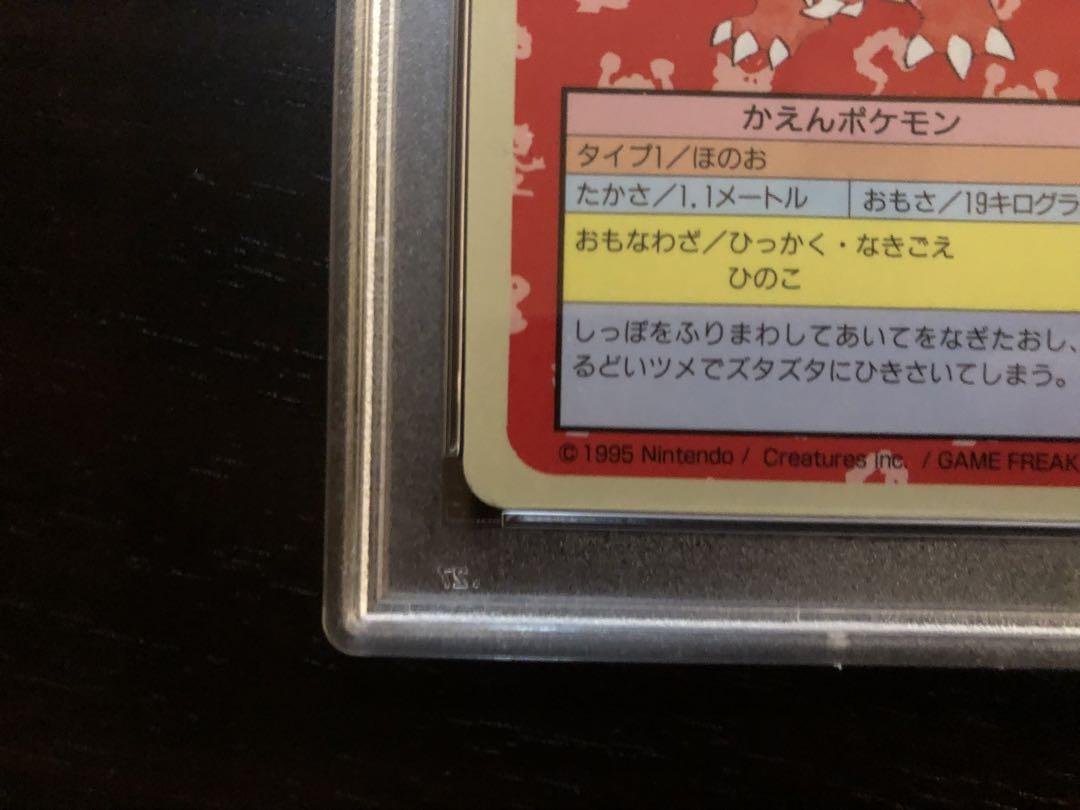 かえんポケモン
タイプ1／ほのお
たかさ／1.1メートル おもさ／19キログラ
おもなわざ／ひっかく・なきごえ
ひのこ
しっぽをふりまわしてあいてをなぎたおし、
るどいツメでズタズタにひきさいてしまう。
©1995 Nintendo / Creatures inc. / GAME FREAK